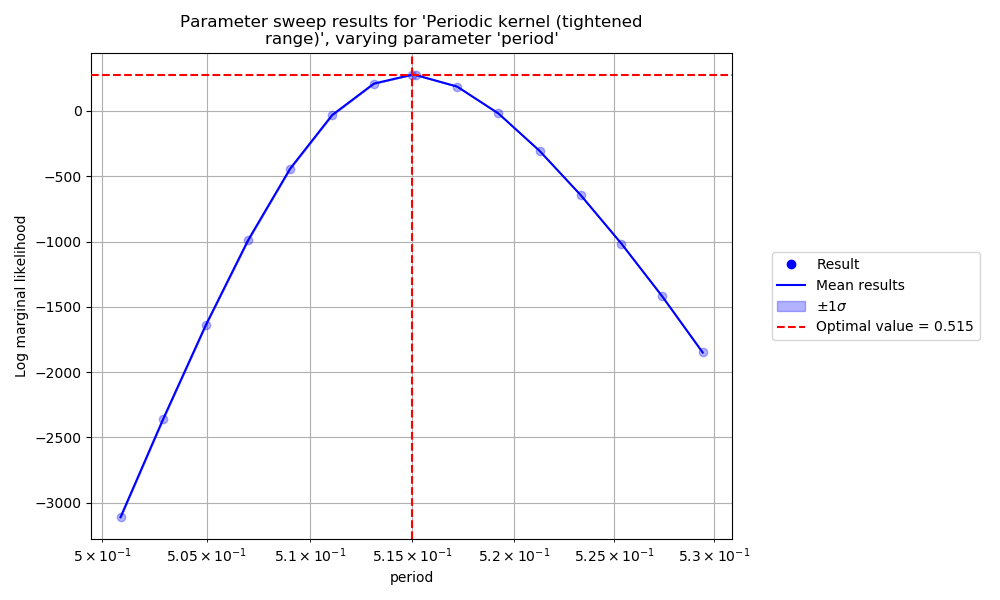 Parameter sweep results for 'Periodic kernel (tightened
range)', varying parameter 'period'
Log marginal likelihood
0
−500
−1000
−1500
−2000
−2500
−3000
5 × 10⁻¹
5.05 × 10⁻¹
5.1 × 10⁻¹
5.15 × 10⁻¹
5.2 × 10⁻¹
5.25 × 10⁻¹
5.3 × 10⁻¹
period
Result
Mean results
±1σ
Optimal value = 0.515